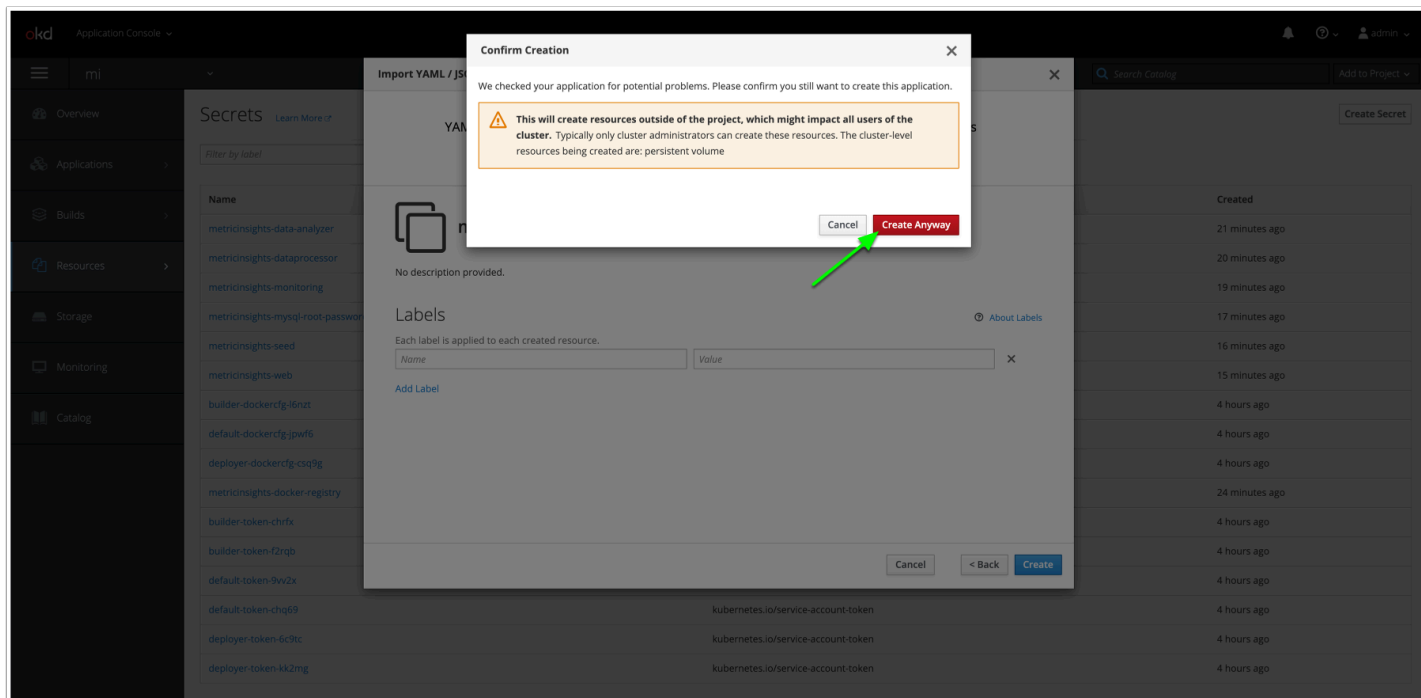 okd Application Console
admin
Confirm Creation
We checked your application for potential problems. Please confirm you still want to create this application.
This will create resources outside of the project, which might impact all users of the
cluster. Typically only cluster administrators can create these resources. The cluster-level
resources being created are: persistent volume
Cancel Create Anyway
mi
Import YAML / JS
Search Catalog
Add to Project
Overview
Applications
Builds
Resources
Storage
Monitoring
Catalog
Secrets Learn More
Create Secret
Filter by label
YAM
s
No description provided.
Labels
About Labels
Each label is applied to each created resource.
Name Value
Add Label
Cancel < Back Create
Name Created
metricinsights-data-analyzer 21 minutes ago
metricinsights-dataprocessor 20 minutes ago
metricinsights-monitoring 19 minutes ago
metricinsights-mysql-root-passwor 17 minutes ago
metricinsights-seed 16 minutes ago
metricinsights-web 15 minutes ago
builder-dockercfg-l6nzt 4 hours ago
default-dockercfg-jpwf6 4 hours ago
deployer-dockercfg-csq9g 4 hours ago
metricinsights-docker-registry 24 minutes ago
builder-token-chrfx 4 hours ago
builder-token-f2rqb 4 hours ago
default-token-9vv2x 4 hours ago
default-token-chq69 kubernetes.io/service-account-token 4 hours ago
deployer-token-6c9tc kubernetes.io/service-account-token 4 hours ago
deployer-token-kk2mg kubernetes.io/service-account-token 4 hours ago